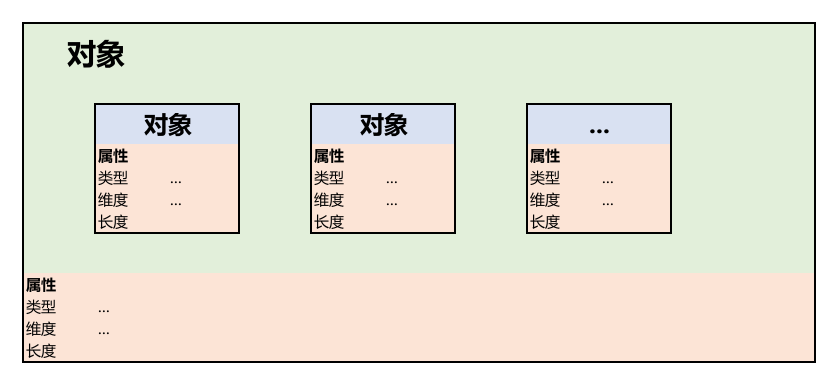 对象
对象 对象 ...
属性 属性 属性
类型 ... 类型 ... 类型 ...
维度 ... 维度 ... 维度 ...
长度 长度 长度
属性
类型 ...
维度 ...
长度